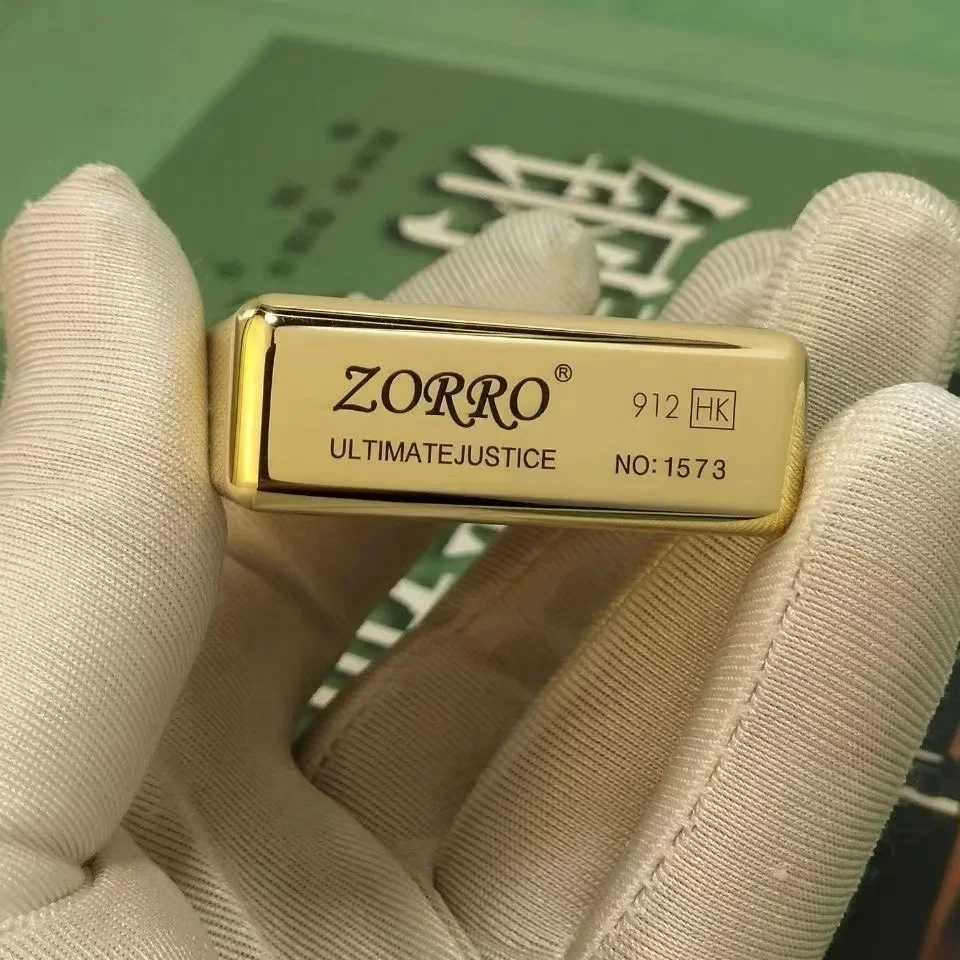 ZORRO®
ULTIMATEJUSTICE
912 HK
NO:1573